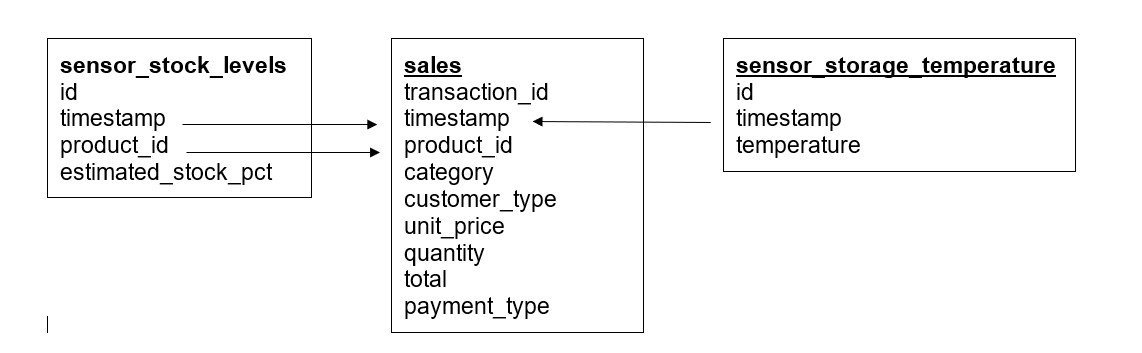 sensor_stock_levels
id
timestamp
product_id
estimated_stock_pct
sales
transaction_id
timestamp
product_id
category
customer_type
unit_price
quantity
total
payment_type
sensor_storage_temperature
id
timestamp
temperature